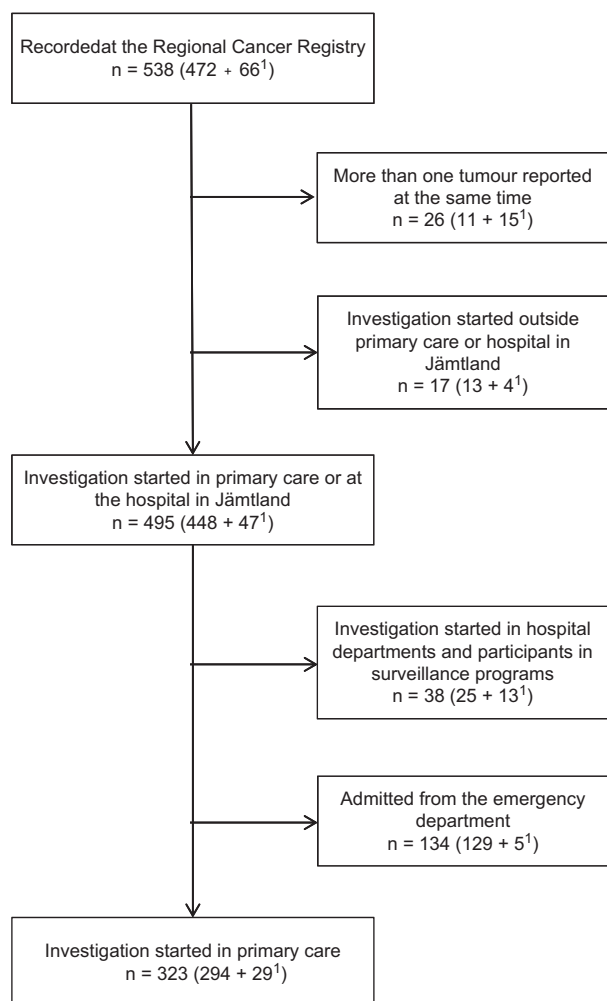 Recordedat the Regional Cancer Registry
n = 538 (472 + 66¹)
More than one tumour reported
at the same time
n = 26 (11 + 15¹)
Investigation started outside
primary care or hospital in
Jämtland
n = 17 (13 + 4¹)
Investigation started in primary care or at
the hospital in Jämtland
n = 495 (448 + 47¹)
Investigation started in hospital
departments and participants in
surveillance programs
n = 38 (25 + 13¹)
Admitted from the emergency
department
n = 134 (129 + 5¹)
Investigation started in primary care
n = 323 (294 + 29¹)